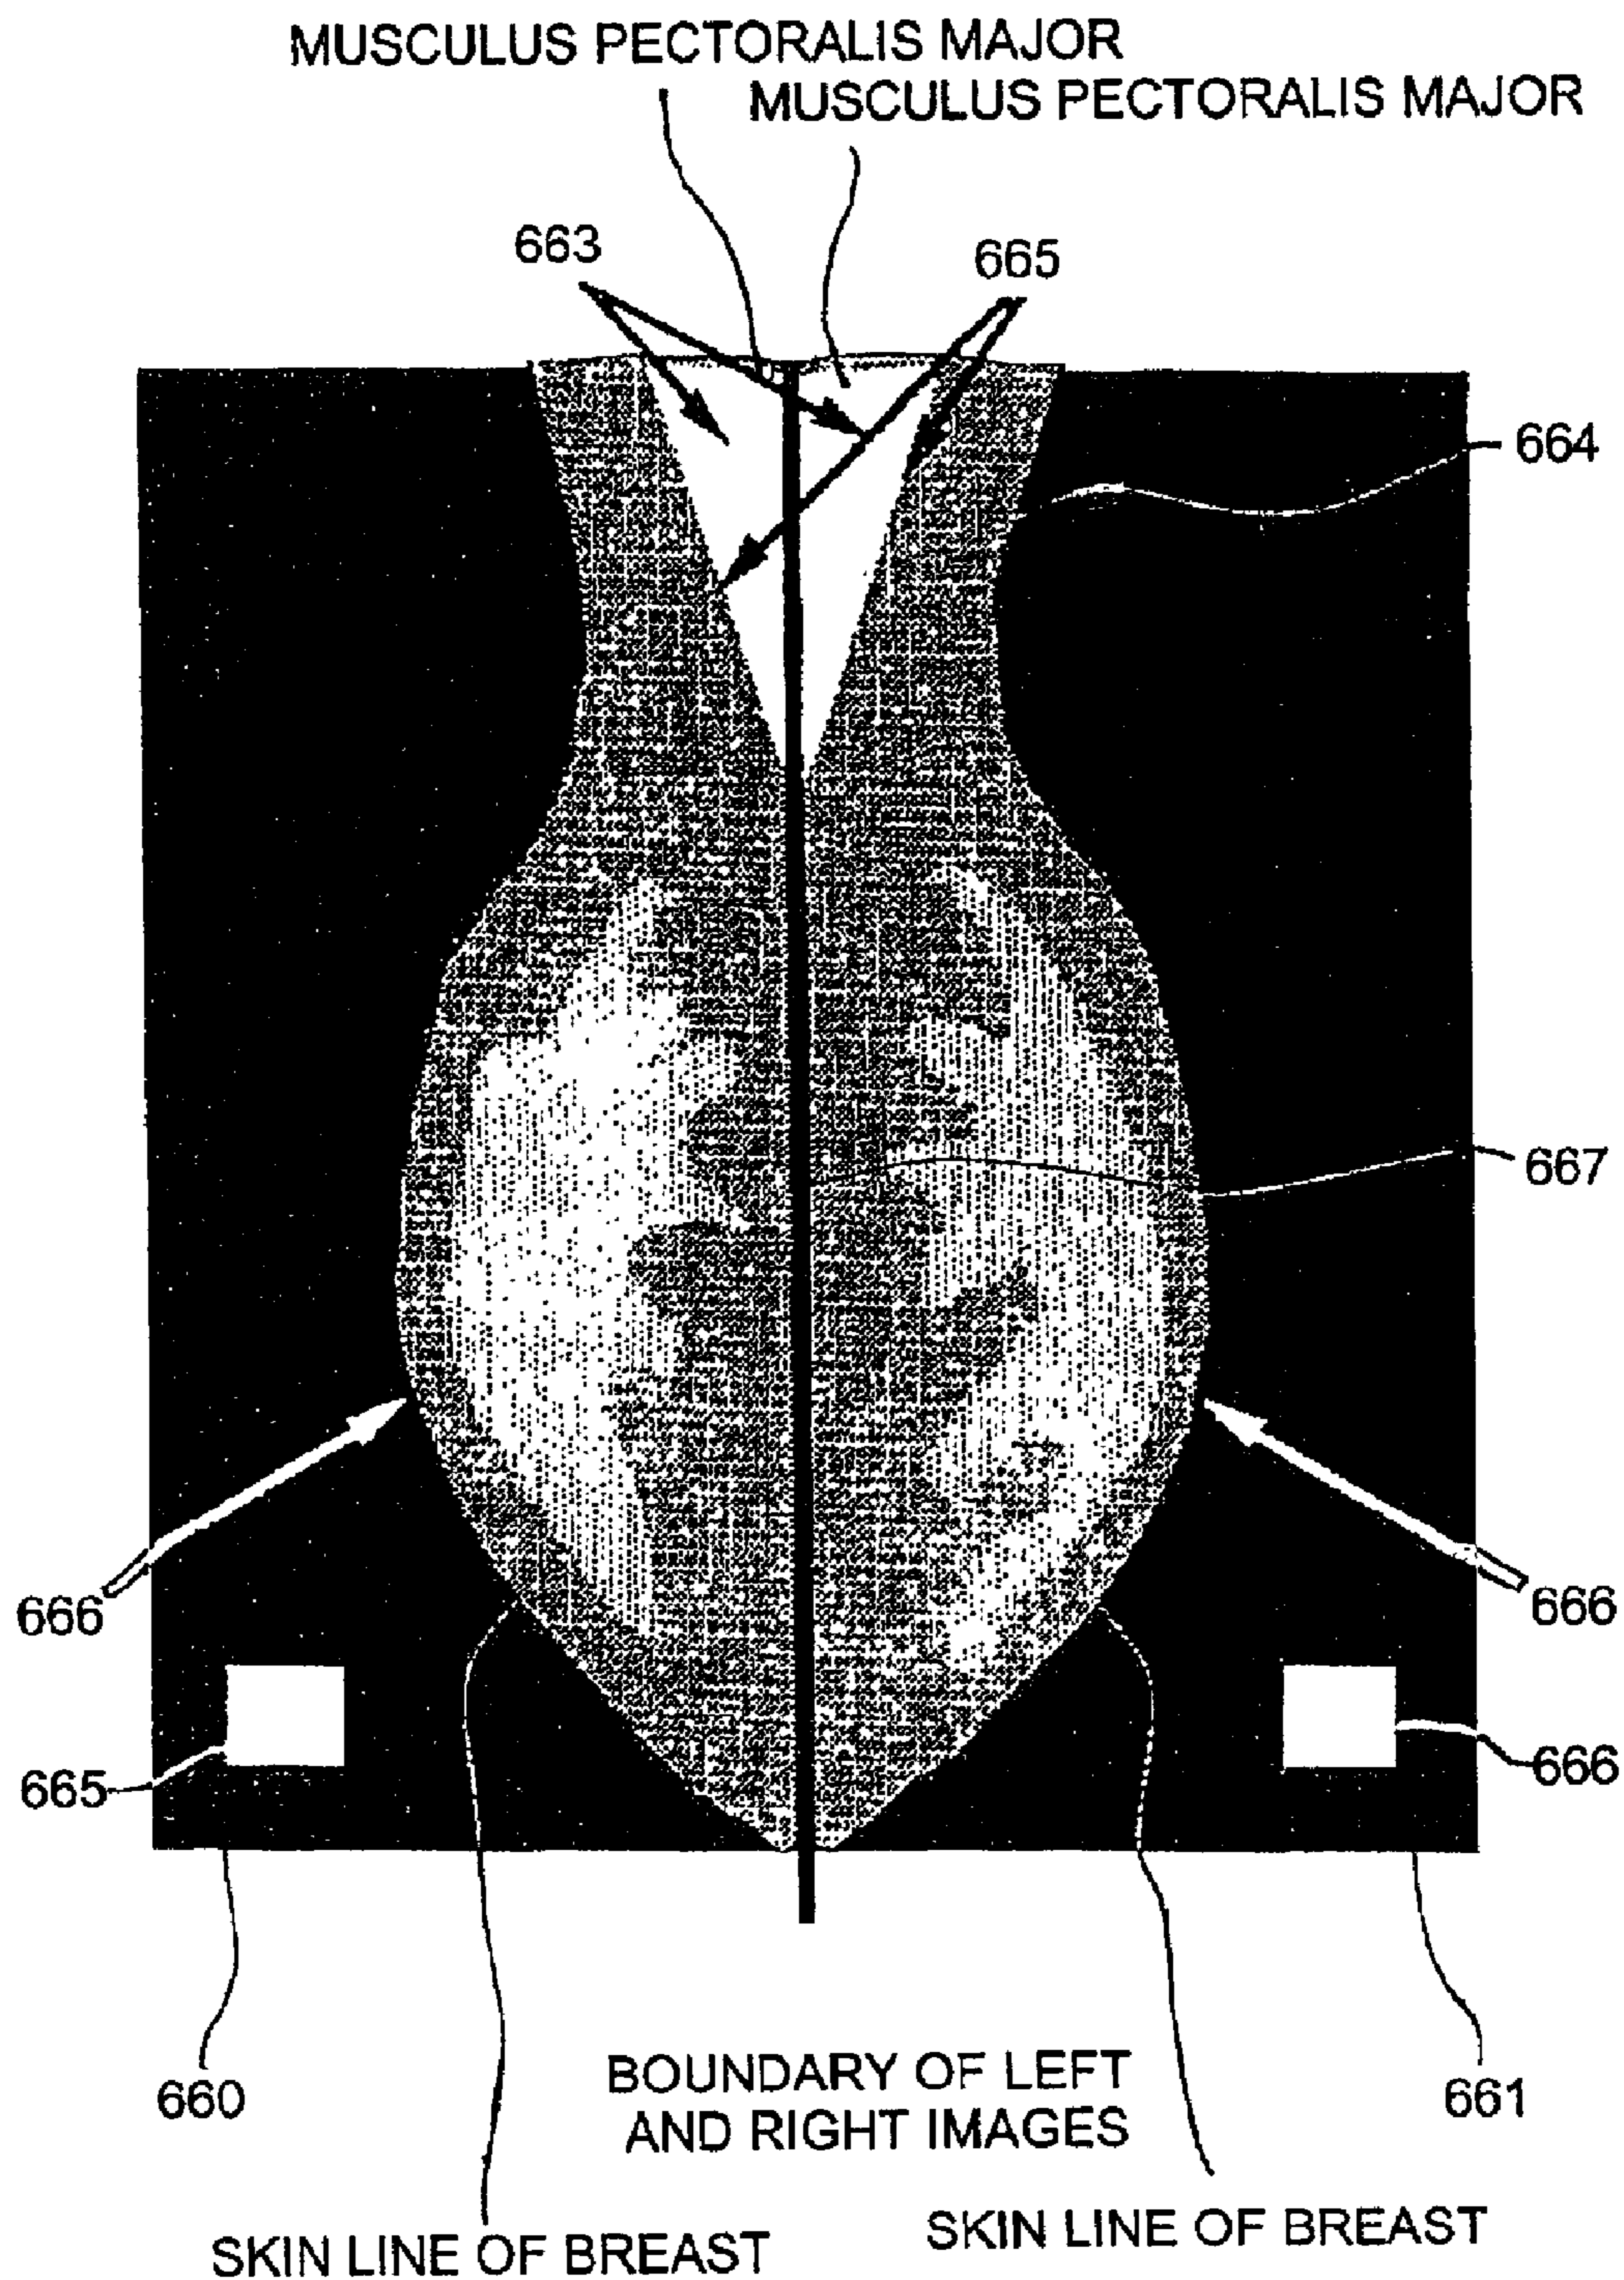 MUSCULUS PECTORALIS MAJOR
MUSCULUS PECTORALIS MAJOR
663
665
664
667
666
666
665
666
660
661
BOUNDARY OF LEFT
AND RIGHT IMAGES
SKIN LINE OF BREAST
SKIN LINE OF BREAST